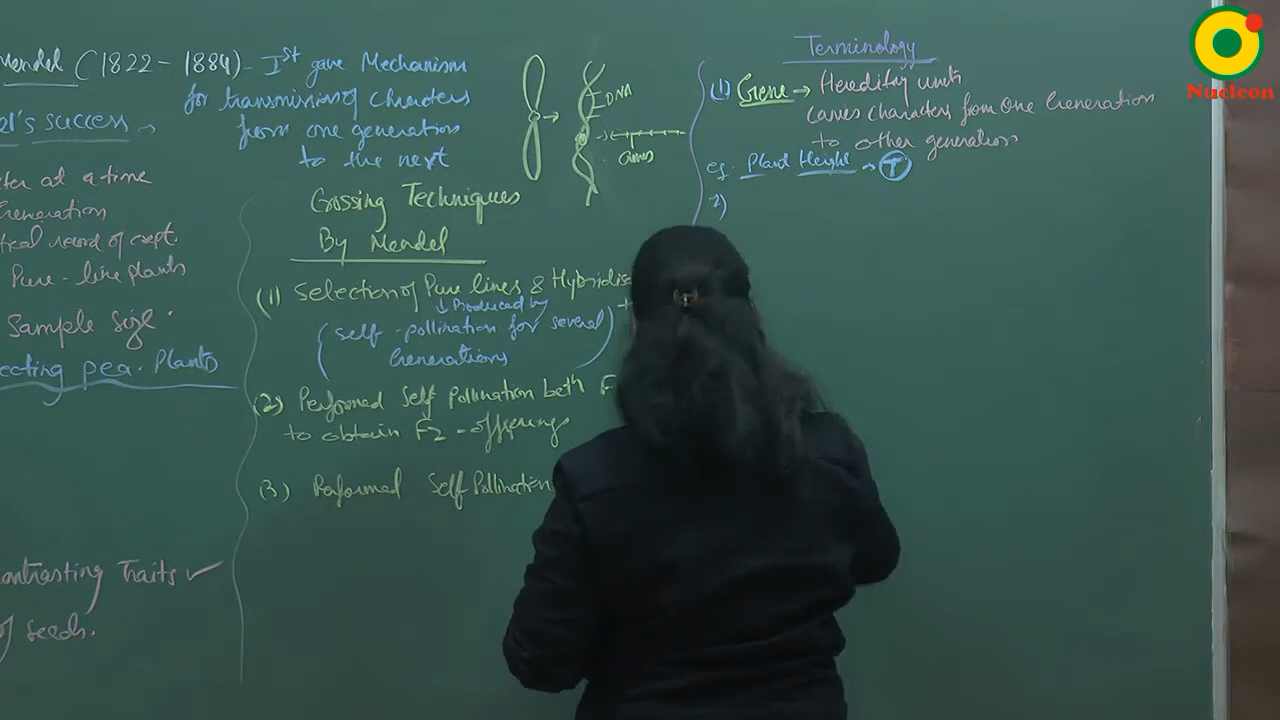 Mendel (1822 - 1884) - Ist gave Mechanism
for transmission of characters
from one generation
to the next
el's success
ter at a time
Generation
tical record of expt.
Pure-line plants
Sample size.
ecting pea. Plants
ontrasting Traits ✓
of seeds.
Crossing Techniques
By Mendel
(1) Selection of Pure lines & Hybridis
↓ Produced by
(self-pollination for several
Generations)
(2) Performed Self Pollination beth F
to obtain F2 - offsprings
(3) Performed Self Pollination
DNA
Genes
Terminology
(1) Gene → Hereditary unit
carries characters from One Generation
to other generation
eg. Plant Height → T
2)
Nucleon